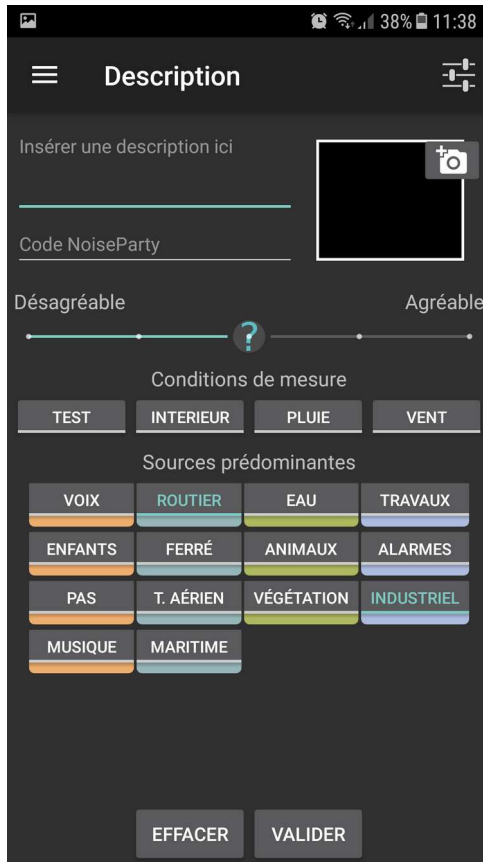 38% 11:38
Description
Insérer une description ici
Code NoiseParty
Désagréable Agréable
?
Conditions de mesure
TEST INTERIEUR PLUIE VENT
Sources prédominantes
VOIX ROUTIER EAU TRAVAUX
ENFANTS FERRÉ ANIMAUX ALARMES
PAS T. AÉRIEN VÉGÉTATION INDUSTRIEL
MUSIQUE MARITIME
EFFACER VALIDER